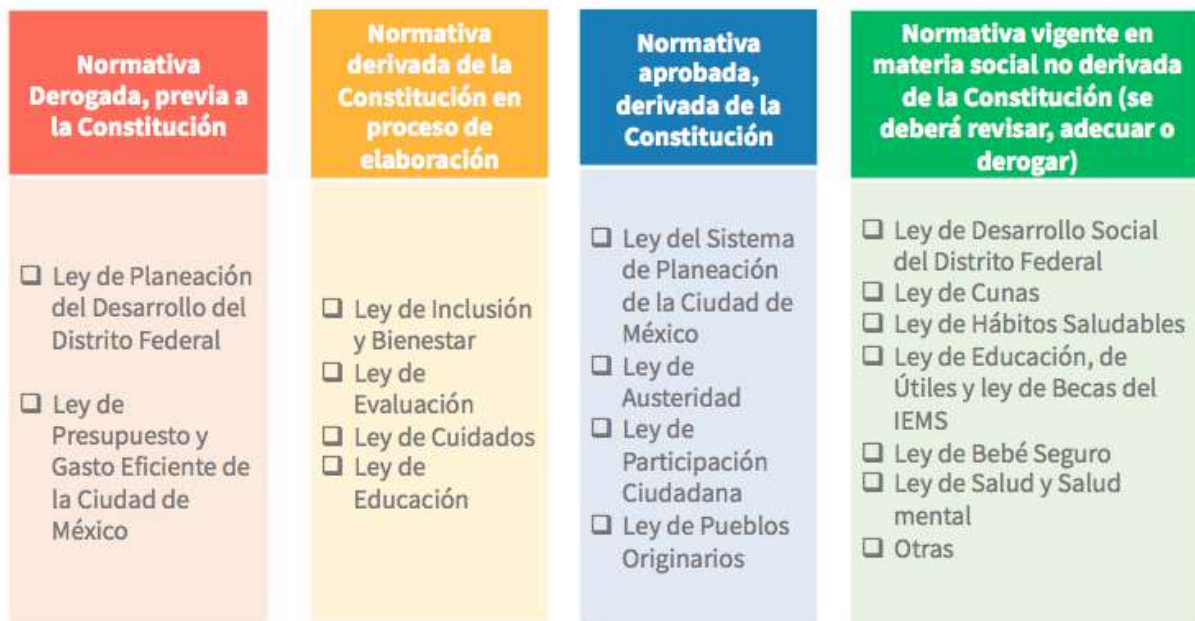 Normativa
Derogada, previa a
la Constitución
❑ Ley de Planeación
del Desarrollo del
Distrito Federal
❑ Ley de
Presupuesto y
Gasto Eficiente de
la Ciudad de
México
Normativa
derivada de la
Constitución en
proceso de
elaboración
❑ Ley de Inclusión
y Bienestar
❑ Ley de
Evaluación
❑ Ley de Cuidados
❑ Ley de
Educación
Normativa
aprobada,
derivada de la
Constitución
❑ Ley del Sistema
de Planeación
de la Ciudad de
México
❑ Ley de
Austeridad
❑ Ley de
Participación
Ciudadana
❑ Ley de Pueblos
Originarios
Normativa vigente en
materia social no derivada
de la Constitución (se
deberá revisar, adecuar o
derogar)
❑ Ley de Desarrollo Social
del Distrito Federal
❑ Ley de Cunas
❑ Ley de Hábitos Saludables
❑ Ley de Educación, de
Útiles y ley de Becas del
IEMS
❑ Ley de Bebé Seguro
❑ Ley de Salud y Salud
mental
❑ Otras